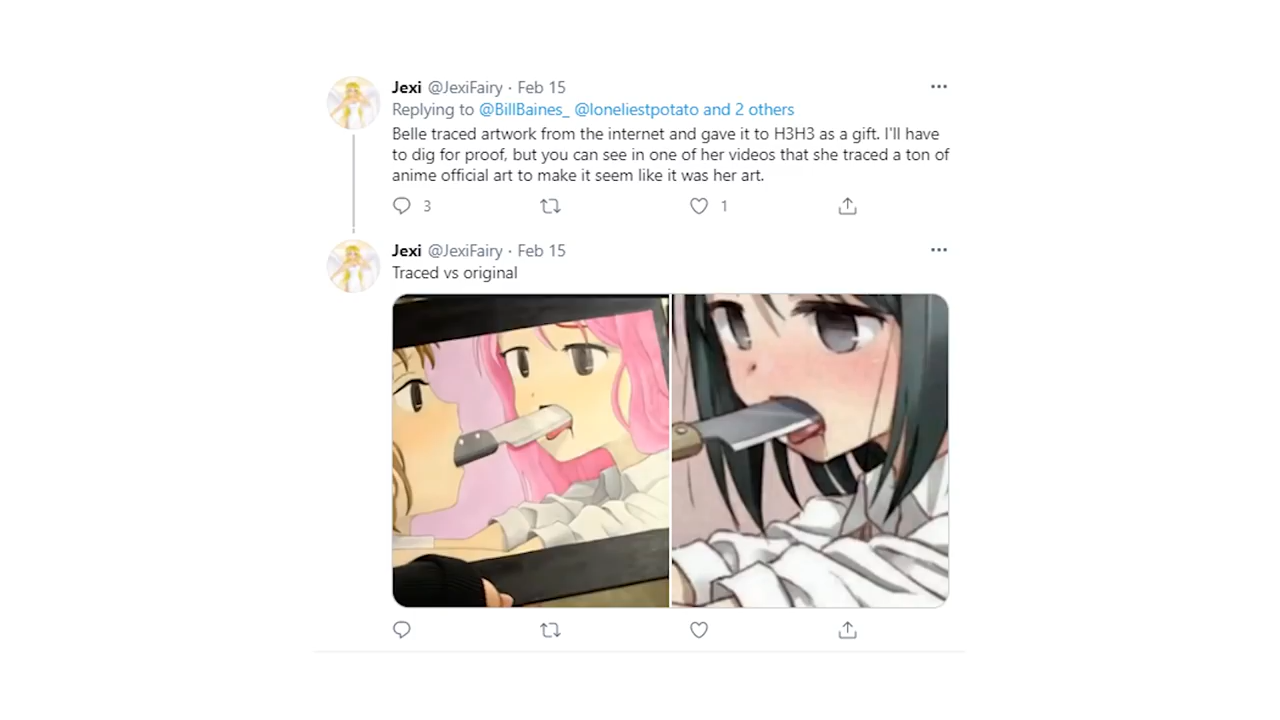 Jexi @JexiFairy · Feb 15
Replying to @BillBaines_ @loneliestpotato and 2 others
Belle traced artwork from the internet and gave it to H3H3 as a gift. I'll have
to dig for proof, but you can see in one of her videos that she traced a ton of
anime official art to make it seem like it was her art.
3 1
Jexi @JexiFairy · Feb 15
Traced vs original